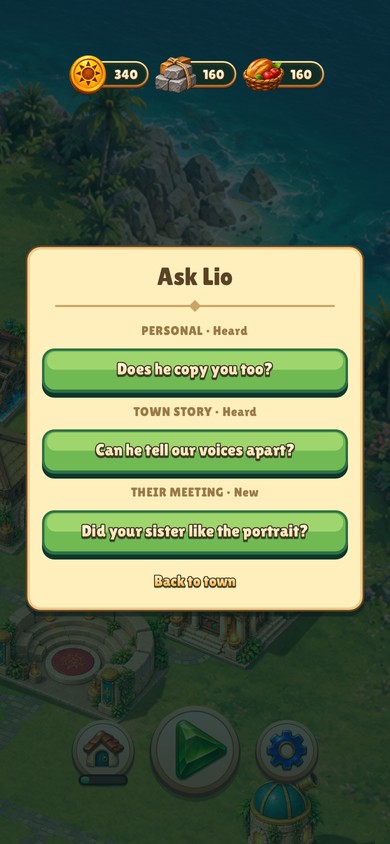 340
160
160
Ask Lio
PERSONAL · Heard
Does he copy you too?
TOWN STORY · Heard
Can he tell our voices apart?
THEIR MEETING · New
Did your sister like the portrait?
Back to town